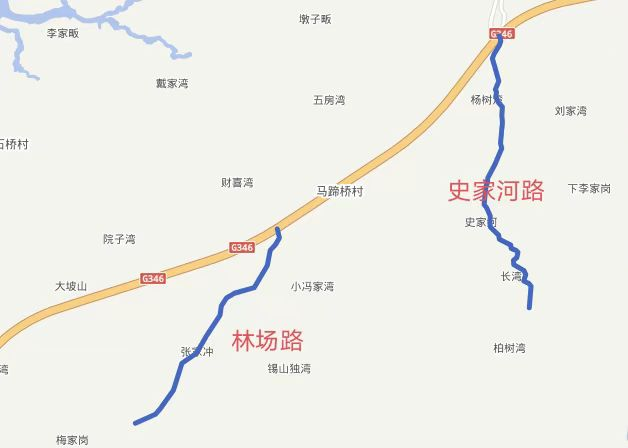 李家畈
墩子畈
G346
戴家湾
五房湾
杨树湾
刘家湾
石桥村
财喜湾
马蹄桥村
史家河路
下李家岗
院子湾
史家河
G346
G346
大坡山
小冯家湾
长湾
林场路
张家冲
柏树湾
锡山独湾
湾
梅家岗